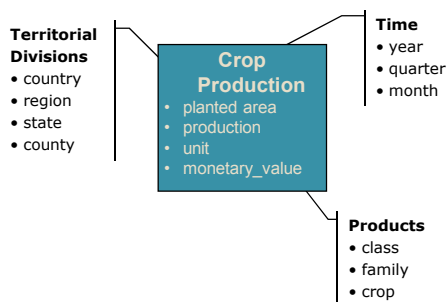 Territorial
Divisions
• country
• region
• state
• county
Crop
Production
• planted area
• production
• unit
• monetary_value
Time
• year
• quarter
• month
Products
• class
• family
• crop